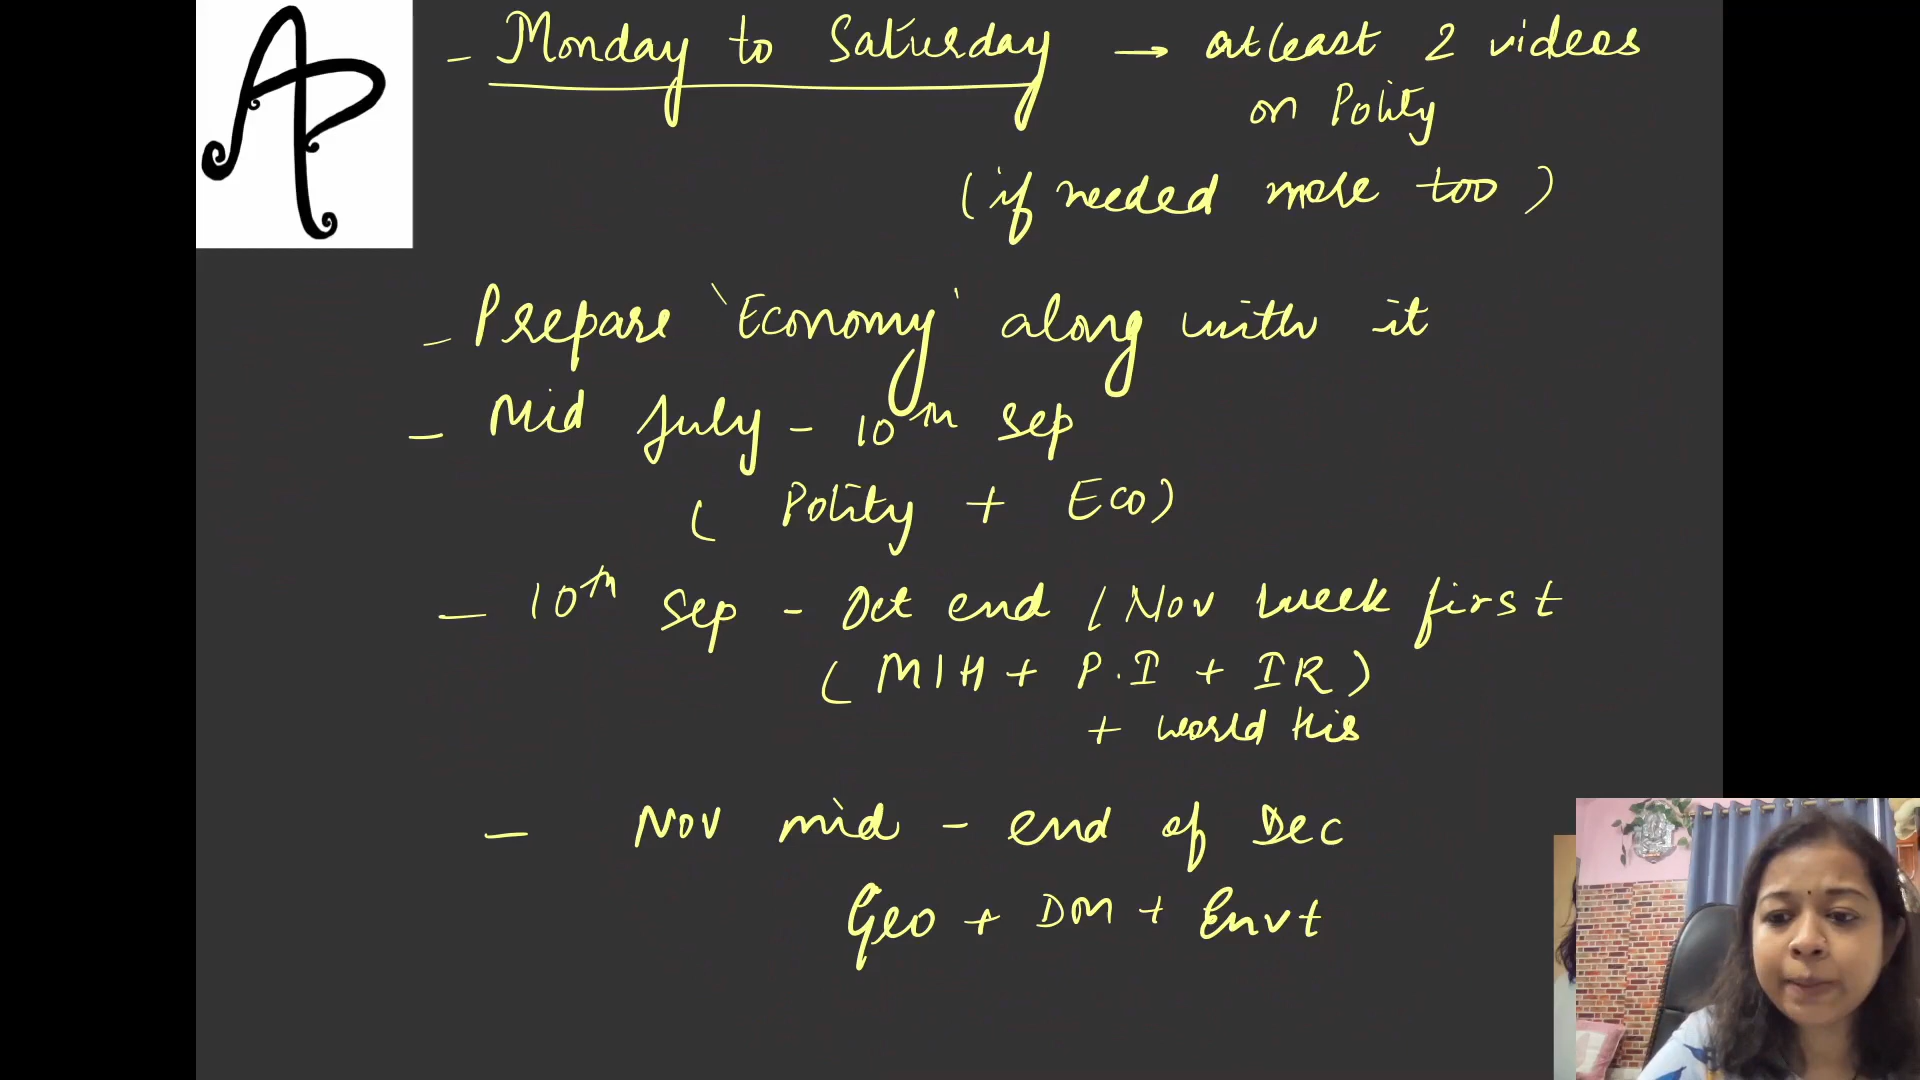 AP
- Monday to Saturday → atleast 2 videos
on Polity
(if needed more too)
- Prepare 'Economy' along with it
- Mid July - 10th Sep
(Polity + Eco)
- 10th Sep - Oct end / Nov week first
(MIH + P.I + IR)
+ World His
- Nov mid - end of Dec
Geo + DM + Envt